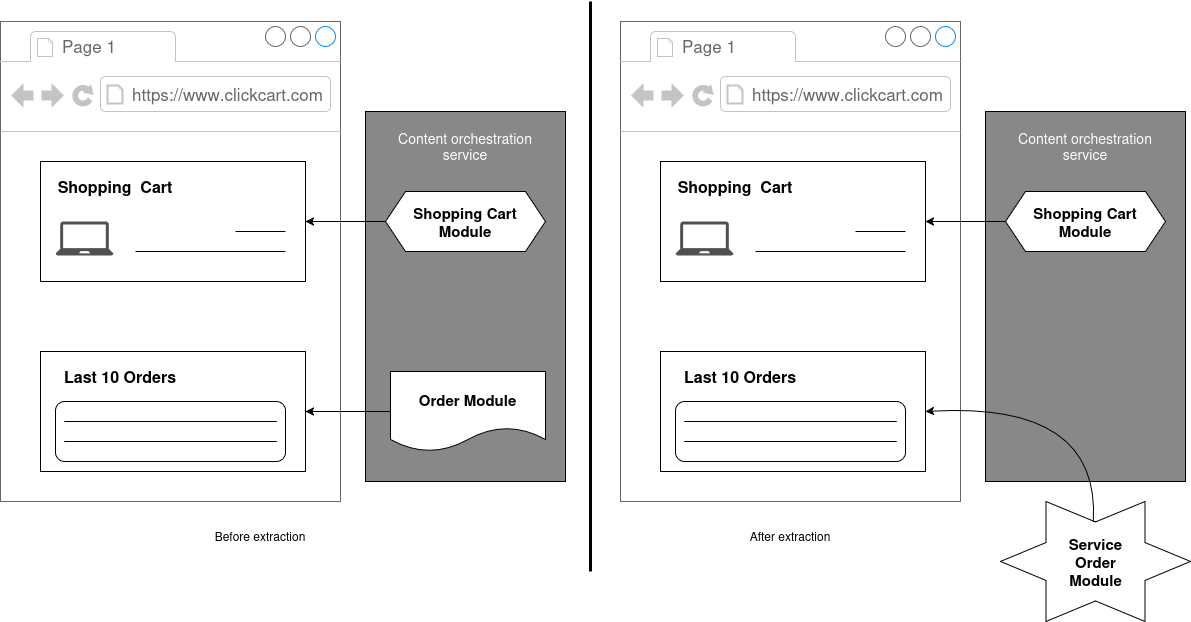 Page 1
https://www.clickcart.com
Content orchestration
service
Shopping Cart
Shopping Cart
Module
Last 10 Orders
Order Module
Before extraction
Page 1
https://www.clickcart.com
Content orchestration
service
Shopping Cart
Shopping Cart
Module
Last 10 Orders
After extraction
Service
Order
Module